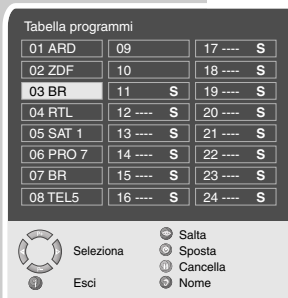 Tabella programmi
01 ARD 09 17 ---- S
02 ZDF 10 18 ---- S
03 BR 11 S 19 ---- S
04 RTL 12 ---- S 20 ---- S
05 SAT 1 13 ---- S 21 ---- S
06 PRO 7 14 ---- S 22 ---- S
07 BR 15 ---- S 23 ---- S
08 TEL5 16 ---- S 24 ---- S
Seleziona
Esci
Salta
Sposta
Cancella
Nome